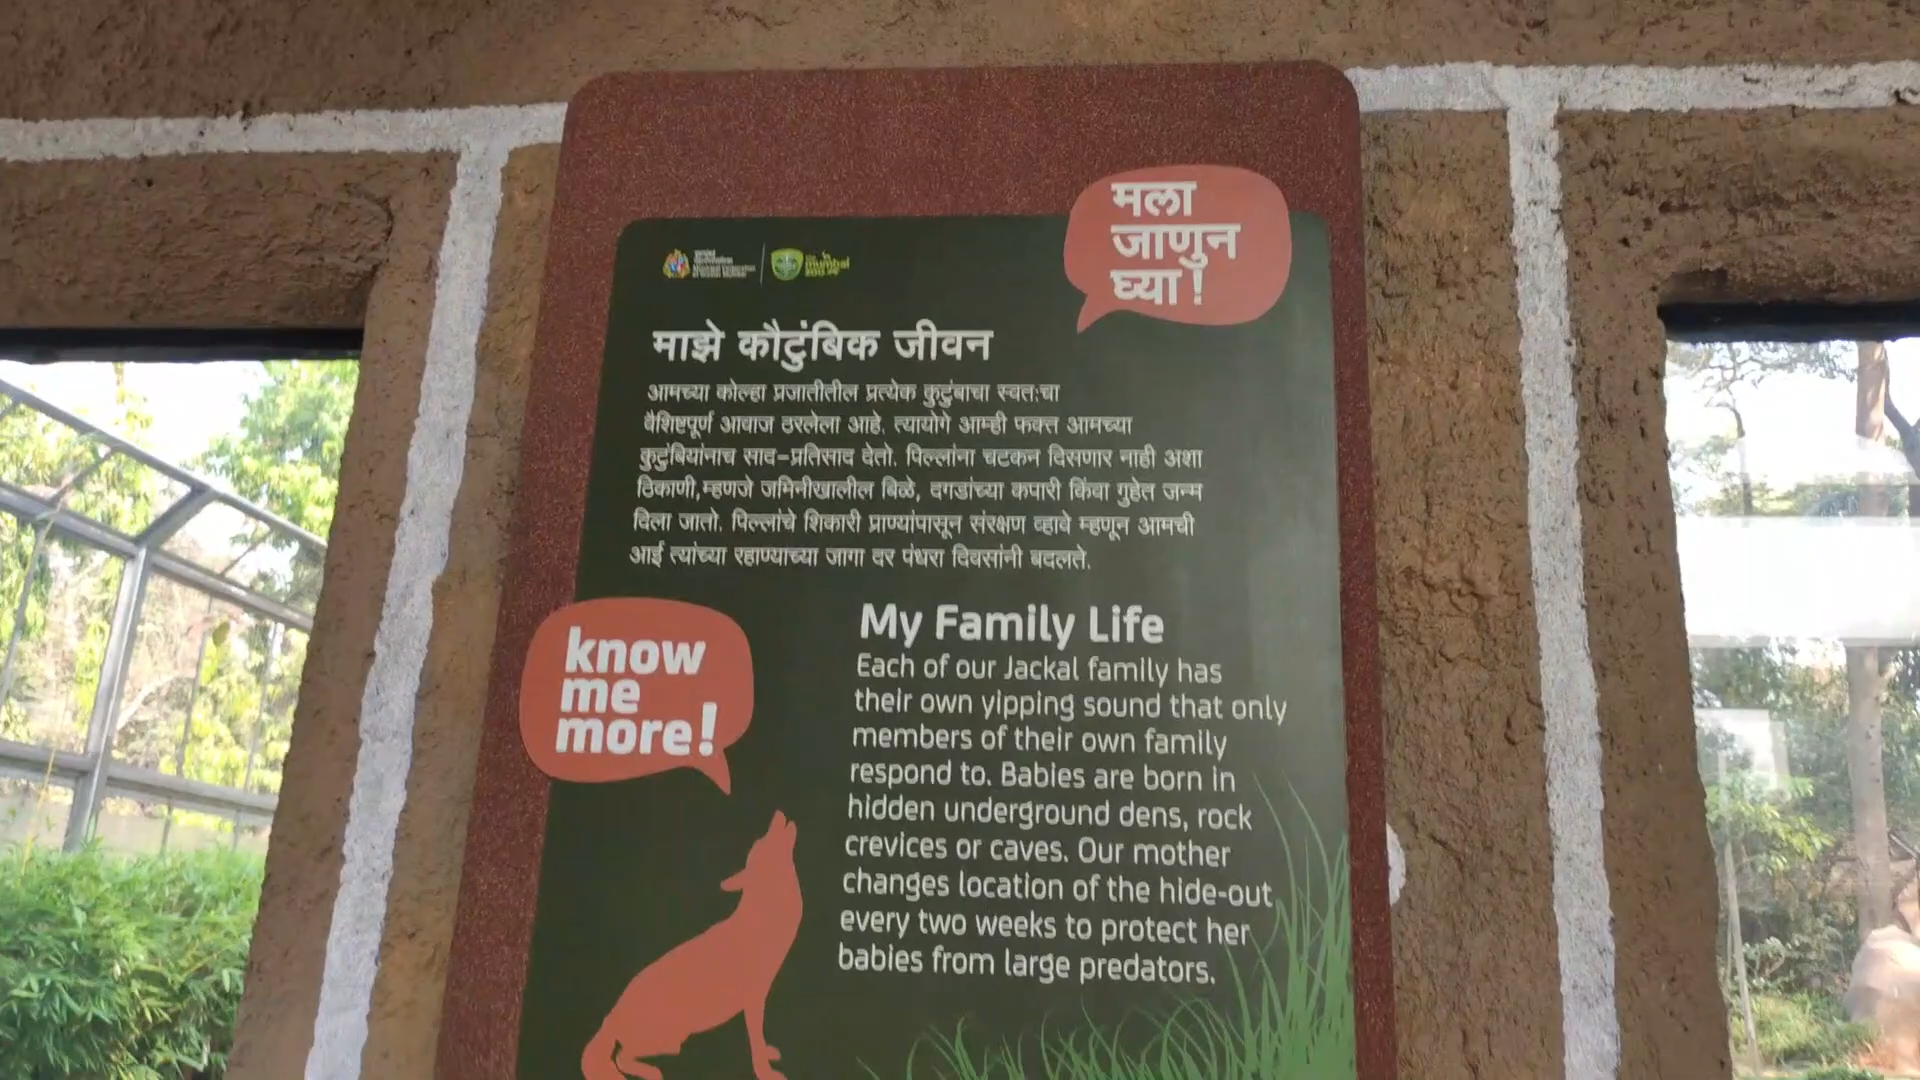 मला
जाणुन
घ्या!
the
mumbai
zoo
माझे कौटुंबिक जीवन
आमच्या कोल्हा प्रजातीतील प्रत्येक कुटुंबाचा स्वतःचा
वैशिष्टपूर्ण आवाज ठरलेला आहे. त्यायोगे आम्ही फक्त आमच्या
कुटुंबियांनाच साद-प्रतिसाद देतो. पिल्लांना चटकन दिसणार नाही अशा
ठिकाणी,म्हणजे जमिनीखालील बिळे, दगडांच्या कपारी किंवा गुहेत जन्म
दिला जातो. पिल्लांचे शिकारी प्राण्यांपासून संरक्षण व्हावे म्हणून आमची
आई त्यांच्या रहाण्याच्या जागा दर पंधरा दिवसांनी बदलते.
know
me
more!
My Family Life
Each of our Jackal family has
their own yipping sound that only
members of their own family
respond to. Babies are born in
hidden underground dens, rock
crevices or caves. Our mother
changes location of the hide-out
every two weeks to protect her
babies from large predators.